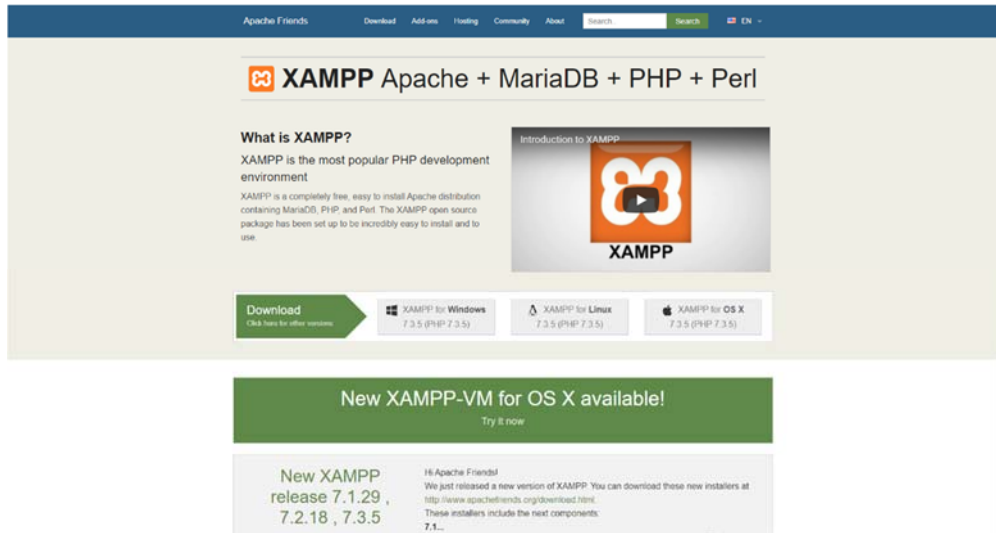 Apache Friends Download Add-ons Hosting Community About Search... Search EN
XAMPP Apache + MariaDB + PHP + Perl
What is XAMPP?
XAMPP is the most popular PHP development
environment
XAMPP is a completely free, easy to install Apache distribution
containing MariaDB, PHP, and Perl. The XAMPP open source
package has been set up to be incredibly easy to install and to
use.
Introduction to XAMPP
XAMPP
Download
Click here for other versions
XAMPP for Windows
7.3.5 (PHP 7.3.5)
XAMPP for Linux
7.3.5 (PHP 7.3.5)
XAMPP for OS X
7.3.5 (PHP 7.3.5)
New XAMPP-VM for OS X available!
Try it now
New XAMPP
release 7.1.29 ,
7.2.18 , 7.3.5
Hi Apache Friends!
We just released a new version of XAMPP. You can download these new installers at
http://www.apachefriends.org/download.html.
These installers include the next components:
7.1...